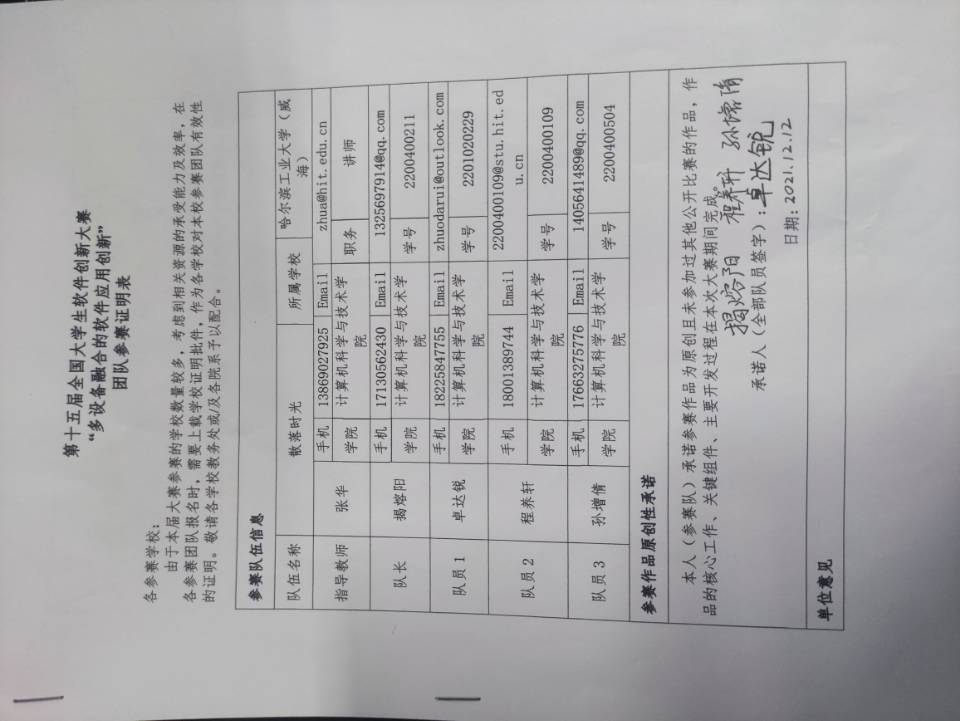 第十五届全国大学生软件创新大赛
“多设备融合的软件应用创新”
团队参赛证明表
各参赛学校：
由于本届大赛参赛的学校数量较多，考虑到相关资源的承受能力及效率，在
各参赛团队报名时，需要上载学校证明批件，作为各学校对本校参赛团队有效性
的证明。敬请各学校教务处或/及各院系予以配合。
参赛队伍信息
队伍名称 散落时光 所属学校 哈尔滨工业大学（威
海）
指导教师 张华 手机 13869027925 Email zhua@hit.edu.cn
学院 计算机科学与技术学
院 职务 讲师
队长 揭熔阳 手机 17130562430 Email 1325697914@qq.com
学院 计算机科学与技术学
院 学号 2200400211
队员1 卓达锐 手机 18225847755 Email zhuodarui@outlook.com
学院 计算机科学与技术学
院 学号 2201020229
队员2 程养轩 手机 18001389744 Email 2200400109@stu.hit.ed
u.cn
学院 计算机科学与技术学
院 学号 2200400109
队员3 孙增倩 手机 17663275776 Email 1405641489@qq.com
学院 计算机科学与技术学
院 学号 2200400504
参赛作品原创性承诺
本人（参赛队）承诺参赛作品为原创且未参加过其他公开比赛的作品，作
品的核心工作、关键组件、主要开发过程在本次大赛期间完成。
揭熔阳 程养轩 孙增倩
承诺人（全部队员签字）：卓达锐
日期：2021.12.12
单位意见